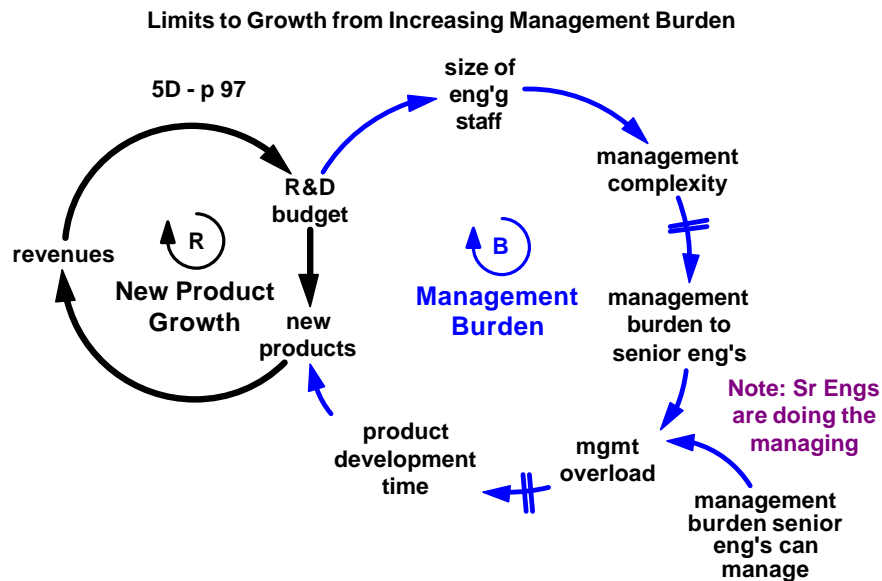 Limits to Growth from Increasing Management Burden
5D - p 97
size of
eng'g
staff
management
complexity
R&D
budget
revenues
R
New Product
Growth
B
Management
Burden
new
products
management
burden to
senior eng's
Note: Sr Engs
are doing the
managing
product
development
time
mgmt
overload
management
burden senior
eng's can
manage